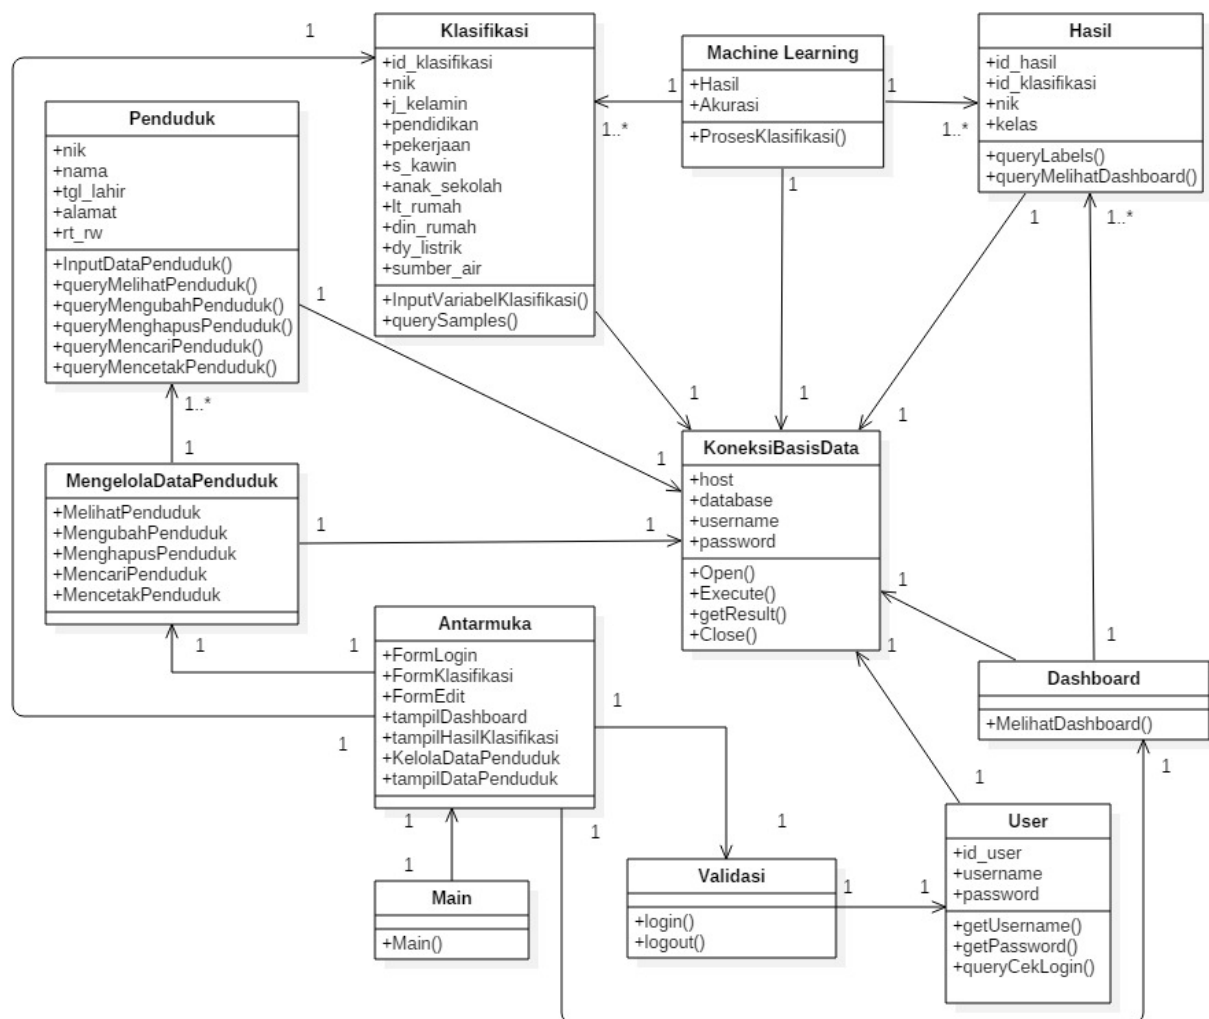 Klasifikasi
+id_klasifikasi
+nik
+j_kelamin
+pendidikan
+pekerjaan
+s_kawin
+anak_sekolah
+lt_rumah
+din_rumah
+dy_listrik
+sumber_air
+InputVariabelKlasifikasi()
+querySamples()
1
Machine Learning
+Hasil
+Akurasi
+ProsesKlasifikasi()
1
1..*
1
1..*
1
1
Hasil
+id_hasil
+id_klasifikasi
+nik
+kelas
+queryLabels()
+queryMelihatDashboard()
1
1..*
1
Penduduk
+nik
+nama
+tgl_lahir
+alamat
+rt_rw
+InputDataPenduduk()
+queryMelihatPenduduk()
+queryMengubahPenduduk()
+queryMenghapusPenduduk()
+queryMencariPenduduk()
+queryMencetakPenduduk()
1
1
1
1..*
1
MengelolaDataPenduduk
+MelihatPenduduk
+MengubahPenduduk
+MenghapusPenduduk
+MencariPenduduk
+MencetakPenduduk
1
1
1
1
KoneksiBasisData
+host
+database
+username
+password
+Open()
+Execute()
+getResult()
+Close()
1
1
1
Antarmuka
+FormLogin
+FormKlasifikasi
+FormEdit
+tampilDashboard
+tampilHasilKlasifikasi
+KelolaDataPenduduk
+tampilDataPenduduk
1
1
1
1
1
Dashboard
+MelihatDashboard()
1
1
Main
+Main()
1
Validasi
+login()
+logout()
1
1
1
User
+id_user
+username
+password
+getUsername()
+getPassword()
+queryCekLogin()